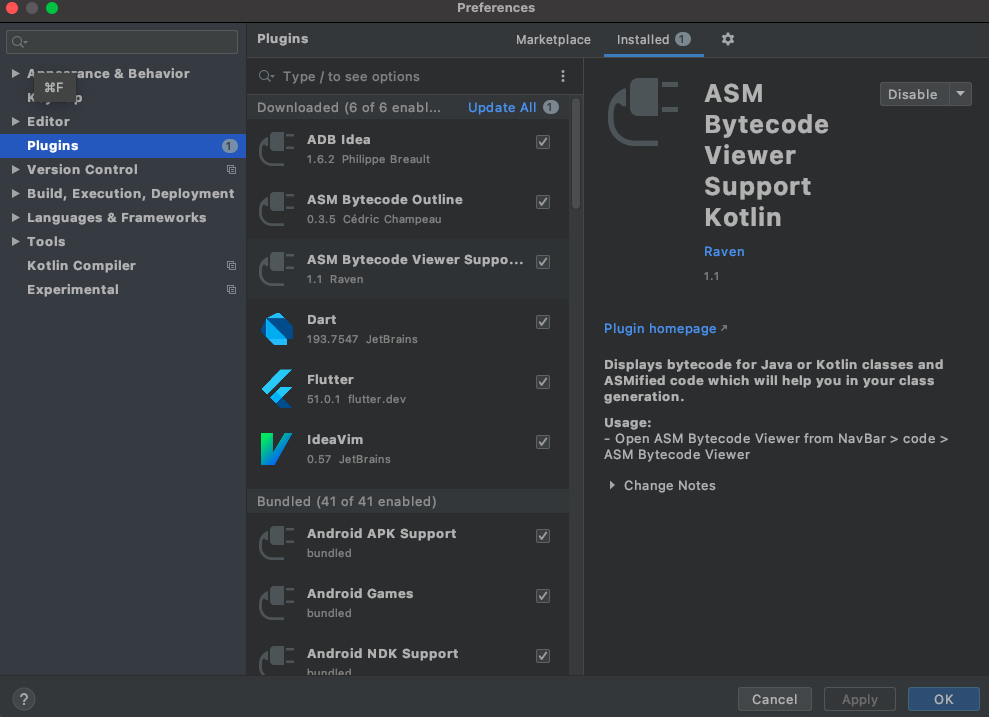 Preferences
Plugins
Marketplace
Installed 1
Appearance & Behavior
⌘F
Editor
Plugins 1
Version Control
Build, Execution, Deployment
Languages & Frameworks
Tools
Kotlin Compiler
Experimental
Type / to see options
Downloaded (6 of 6 enabl...
Update All 1
ADB Idea
1.6.2 Philippe Breault
ASM Bytecode Outline
0.3.5 Cédric Champeau
ASM Bytecode Viewer Suppo...
1.1 Raven
Dart
193.7547 JetBrains
Flutter
51.0.1 flutter.dev
IdeaVim
0.57 JetBrains
Bundled (41 of 41 enabled)
Android APK Support
bundled
Android Games
bundled
Android NDK Support
bundled
ASM
Bytecode
Viewer
Support
Kotlin
Disable
Raven
1.1
Plugin homepage ↗
Displays bytecode for Java or Kotlin classes and
ASMified code which will help you in your class
generation.
Usage:
- Open ASM Bytecode Viewer from NavBar > code >
ASM Bytecode Viewer
Change Notes
?
Cancel
Apply
OK